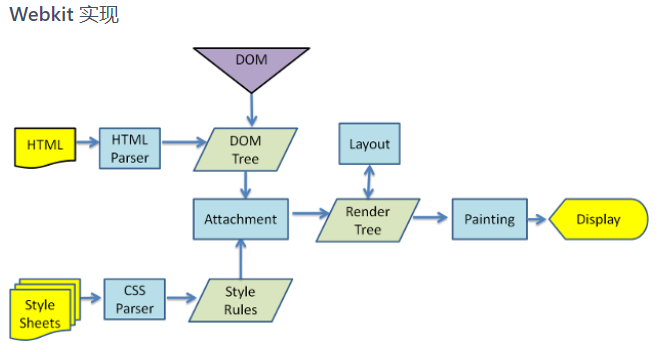 Webkit 实现
DOM
HTML
HTML
Parser
DOM
Tree
Layout
Attachment
Render
Tree
Painting
Display
Style
Sheets
CSS
Parser
Style
Rules